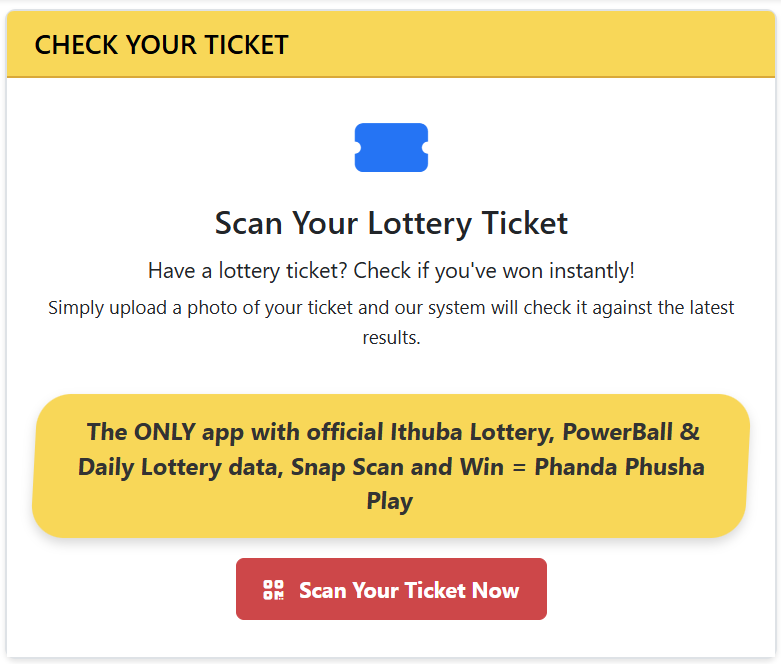 CHECK YOUR TICKET
Scan Your Lottery Ticket
Have a lottery ticket? Check if you've won instantly!
Simply upload a photo of your ticket and our system will check it against the latest
results.
The ONLY app with official Ithuba Lottery, PowerBall &
Daily Lottery data, Snap Scan and Win = Phanda Phusha
Play
Scan Your Ticket Now